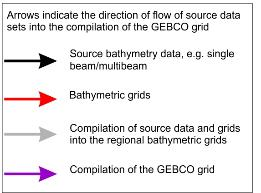 Arrows indicate the direction of flow of source data
sets into the compilation of the GEBCO grid
Source bathymetry data, e.g. single
beam/multibeam
Bathymetric grids
Compilation of source data and grids
into the regional bathymetric grids
Compilation of the GEBCO grid